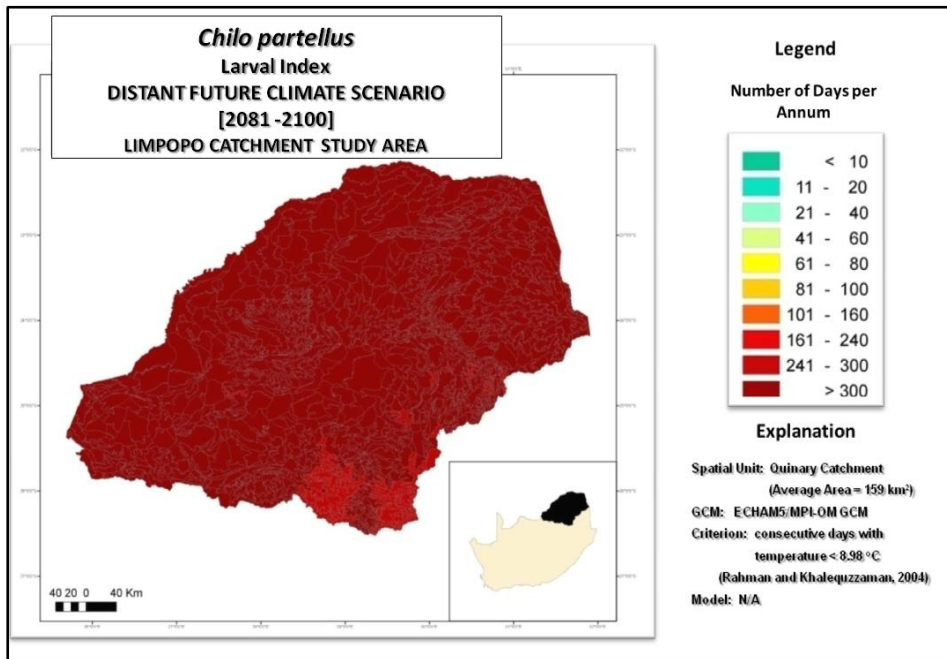 Chilo partellus
Larval Index
DISTANT FUTURE CLIMATE SCENARIO
[2081 -2100]
LIMPOPO CATCHMENT STUDY AREA
40 20 0 40 Km
Legend
Number of Days per
Annum
< 10
11 - 20
21 - 40
41 - 60
61 - 80
81 - 100
101 - 160
161 - 240
241 - 300
> 300
Explanation
Spatial Unit: Quinary Catchment
(Average Area = 159 km²)
GCM: ECHAM5/MPI-OM GCM
Criterion: consecutive days with
temperature < 8.98 °C
(Rahman and Khalequzzaman, 2004)
Model: N/A